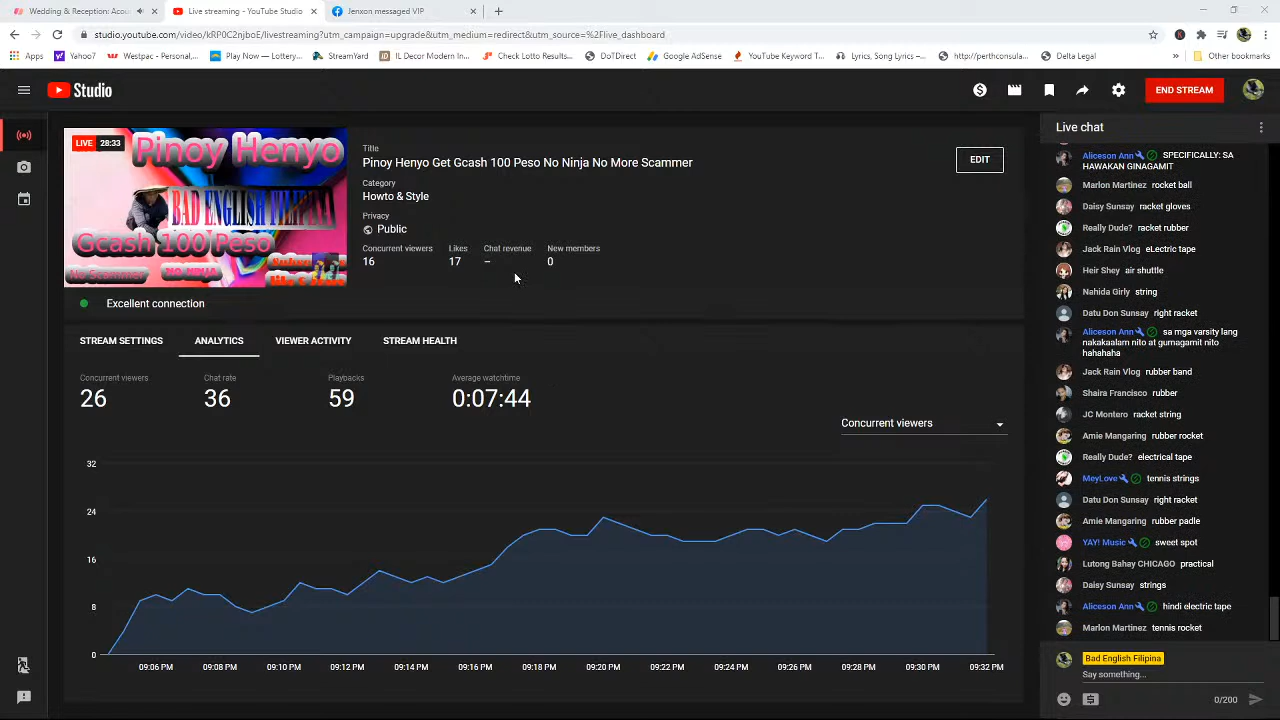 Wedding & Reception: Acou
Live streaming - YouTube Studio
Jenxon messaged VIP
studio.youtube.com/video/kRP0C2njboE/livestreaming?utm_campaign=upgrade&utm_medium=redirect&utm_source=%2Flive_dashboard
Apps
Yahoo7
Westpac - Personal,...
Play Now — Lottery...
StreamYard
IL Decor Modern In...
Check Lotto Results...
DotDirect
Google AdSense
YouTube Keyword T...
Lyrics, Song Lyrics -...
http://perthconsula...
Delta Legal
Other bookmarks
Studio
END STREAM
LIVE 28:33
Pinoy Henyo
BAD ENGLISH FILIPINA
Gcash 100 Peso
No Scammer
NO NINJA
Title
Pinoy Henyo Get Gcash 100 Peso No Ninja No More Scammer
EDIT
Category
Howto & Style
Privacy
Public
Concurrent viewers Likes Chat revenue New members
16 17 – 0
Excellent connection
STREAM SETTINGS ANALYTICS VIEWER ACTIVITY STREAM HEALTH
Concurrent viewers Chat rate Playbacks Average watchtime
26 36 59 0:07:44
Concurrent viewers
32
24
16
8
0
09:06 PM 09:08 PM 09:10 PM 09:12 PM 09:14 PM 09:16 PM 09:18 PM 09:20 PM 09:22 PM 09:24 PM 09:26 PM 09:28 PM 09:30 PM 09:32 PM
Live chat
Aliceson Ann SPECIFICALLY: SA
HAWAKAN GINAGAMIT
Marlon Martinez rocket ball
Daisy Sunsay racket gloves
Really Dude? racket rubber
Jack Rain Vlog electric tape
Heir Shey air shuttle
Nahida Girly string
Datu Don Sunsay right racket
Aliceson Ann sa mga varsity lang
nakakaalam nito at gumagamit nito
hahahaha
Jack Rain Vlog rubber band
Shaira Francisco rubber
JC Montero racket string
Amie Mangaring rubber rocket
Really Dude? electrical tape
MeyLove tennis strings
Datu Don Sunsay right racket
Amie Mangaring rubber padle
YAY! Music sweet spot
Lutong Bahay CHICAGO practical
Daisy Sunsay strings
Aliceson Ann hindi electric tape
Marlon Martinez tennis rocket
Bad English Filipina
Say something...
0/200